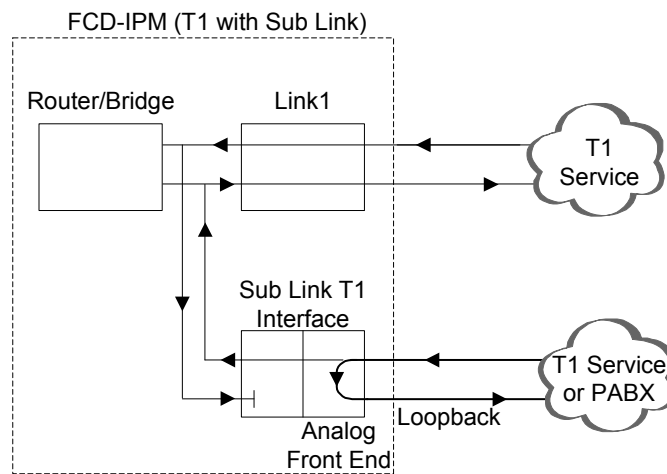 FCD-IPM (T1 with Sub Link)
Router/Bridge
Link1
T1
Service
Sub Link T1
Interface
T1 Service
or PABX
Loopback
Analog
Front End